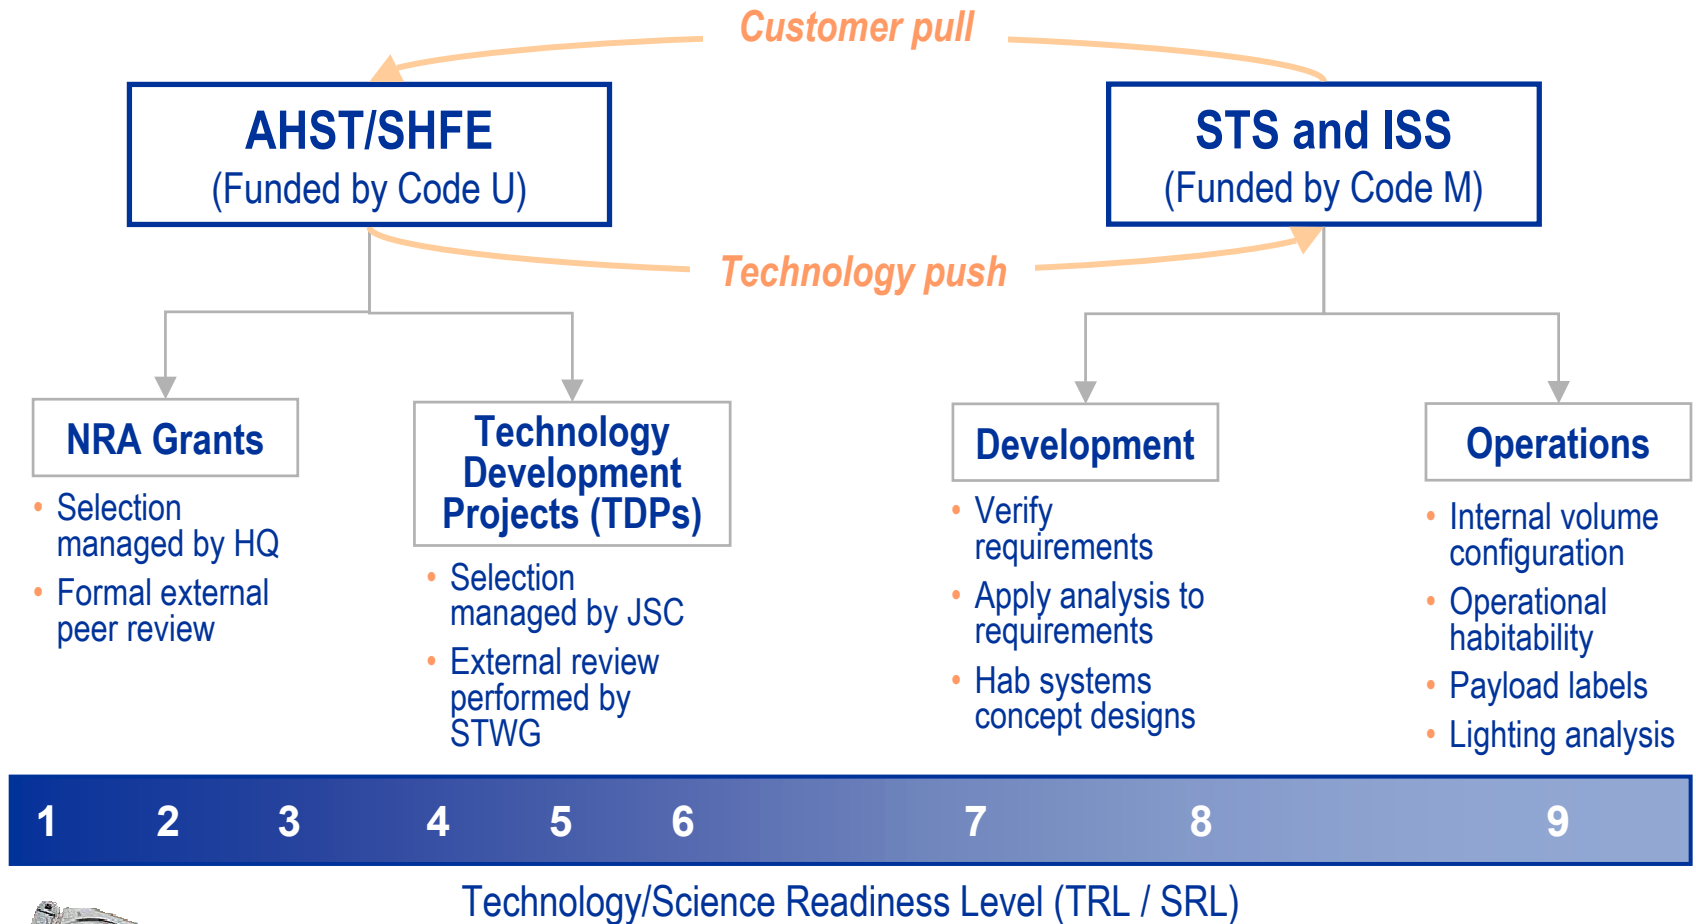 Customer pull
AHST/SHFE
(Funded by Code U)
STS and ISS
(Funded by Code M)
Technology push
NRA Grants
• Selection
managed by HQ
• Formal external
peer review
Technology
Development
Projects (TDPs)
• Selection
managed by JSC
• External review
performed by
STWG
Development
• Verify
requirements
• Apply analysis to
requirements
• Hab systems
concept designs
Operations
• Internal volume
configuration
• Operational
habitability
• Payload labels
• Lighting analysis
1 2 3 4 5 6 7 8 9
Technology/Science Readiness Level (TRL / SRL)